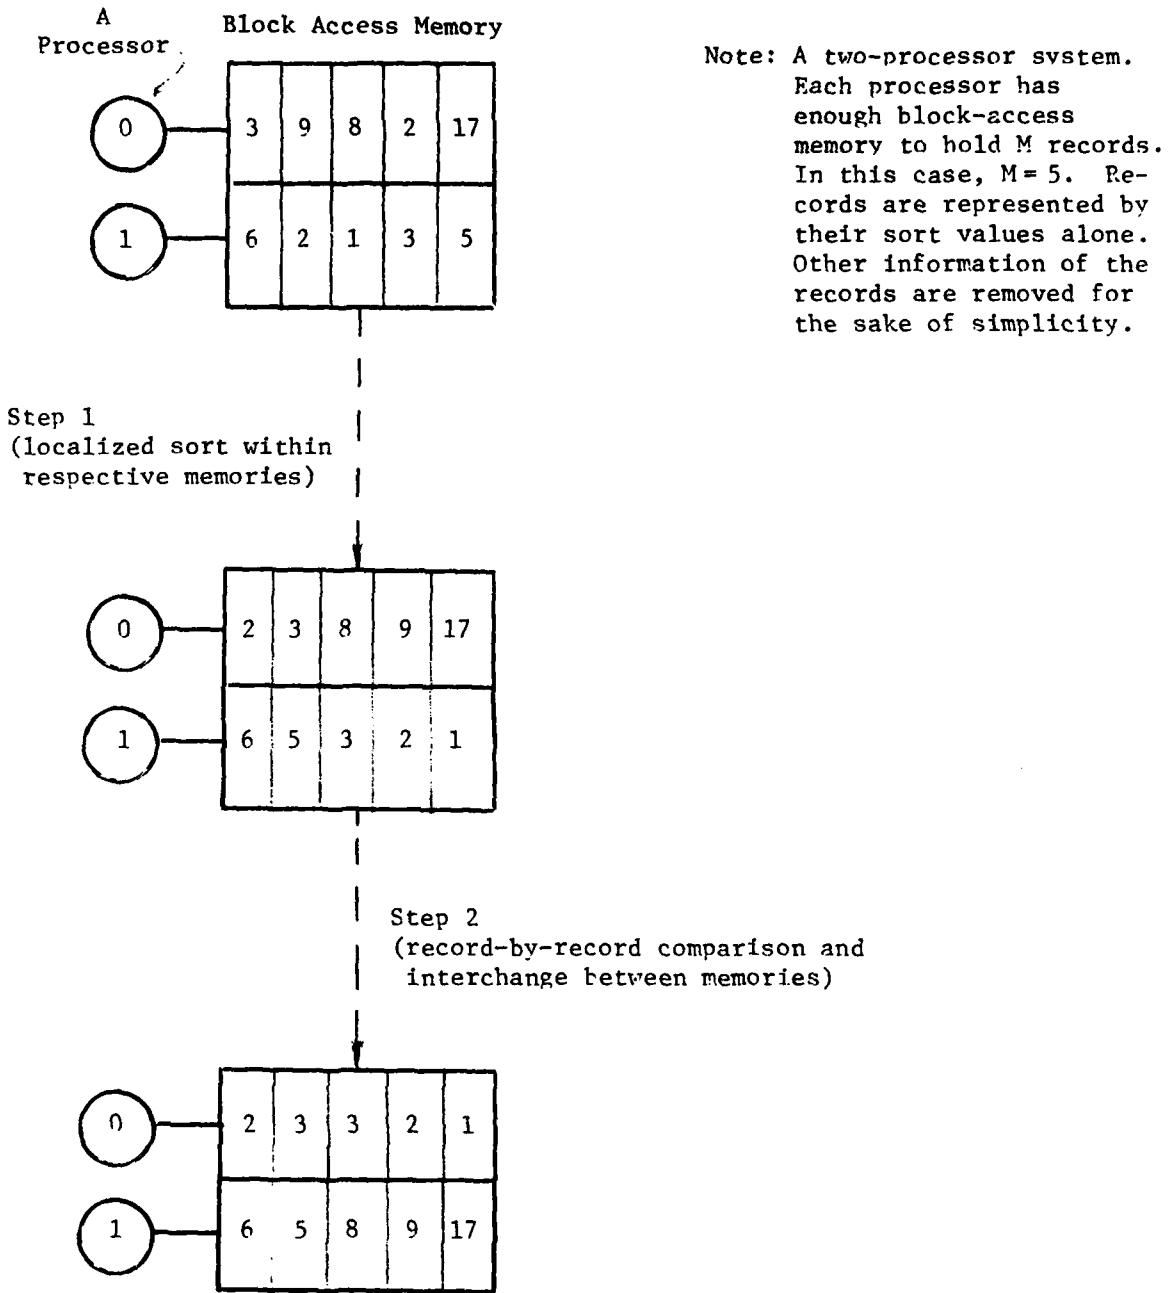 A
Processor
Block Access Memory
Note: A two-processor system.
Each processor has
enough block-access
memory to hold M records.
In this case, M = 5. Re-
cords are represented by
their sort values alone.
Other information of the
records are removed for
the sake of simplicity.
0 3 9 8 2 17
1 6 2 1 3 5
Step 1
(localized sort within
respective memories)
0 2 3 8 9 17
1 6 5 3 2 1
Step 2
(record-by-record comparison and
interchange between memories)
0 2 3 3 2 1
1 6 5 8 9 17